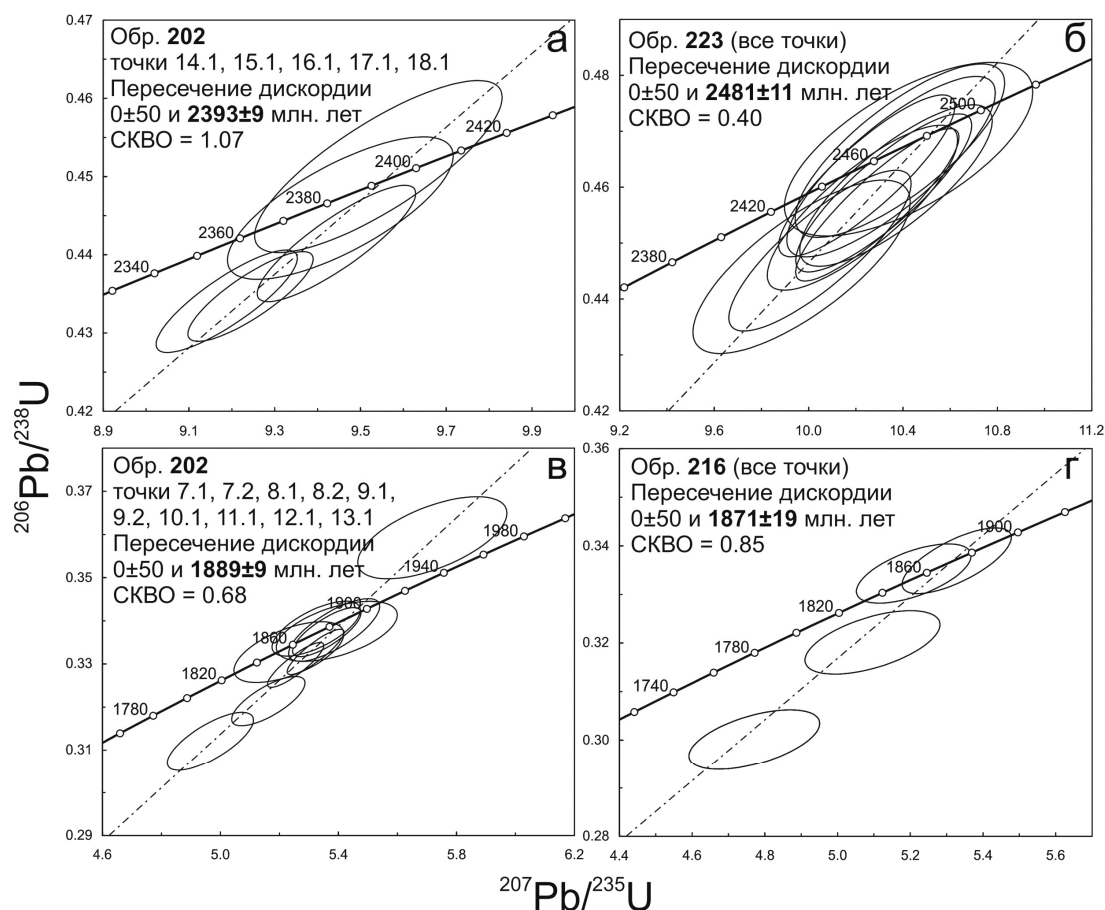 а
Обр. 202
точки 14.1, 15.1, 16.1, 17.1, 18.1
Пересечение дискордии
0±50 и 2393±9 млн. лет
СКВО = 1.07
0.47
0.46
0.45
0.44
0.43
0.42
2340
2360
2380
2400
2420
8.9 9.1 9.3 9.5 9.7 9.9
б
Обр. 223 (все точки)
Пересечение дискордии
0±50 и 2481±11 млн. лет
СКВО = 0.40
0.48
0.46
0.44
0.42
2380
2420
2460
2500
9.2 9.6 10.0 10.4 10.8 11.2
в
Обр. 202
точки 7.1, 7.2, 8.1, 8.2, 9.1,
9.2, 10.1, 11.1, 12.1, 13.1
Пересечение дискордии
0±50 и 1889±9 млн. лет
СКВО = 0.68
0.37
0.35
0.33
0.31
0.29
1780
1820
1860
1900
1940
1980
4.6 5.0 5.4 5.8 6.2
г
Обр. 216 (все точки)
Пересечение дискордии
0±50 и 1871±19 млн. лет
СКВО = 0.85
0.36
0.34
0.32
0.30
0.28
1740
1780
1820
1860
1900
4.4 4.6 4.8 5.0 5.2 5.4 5.6
²⁰⁶Pb/²³⁸U
²⁰⁷Pb/²³⁵U